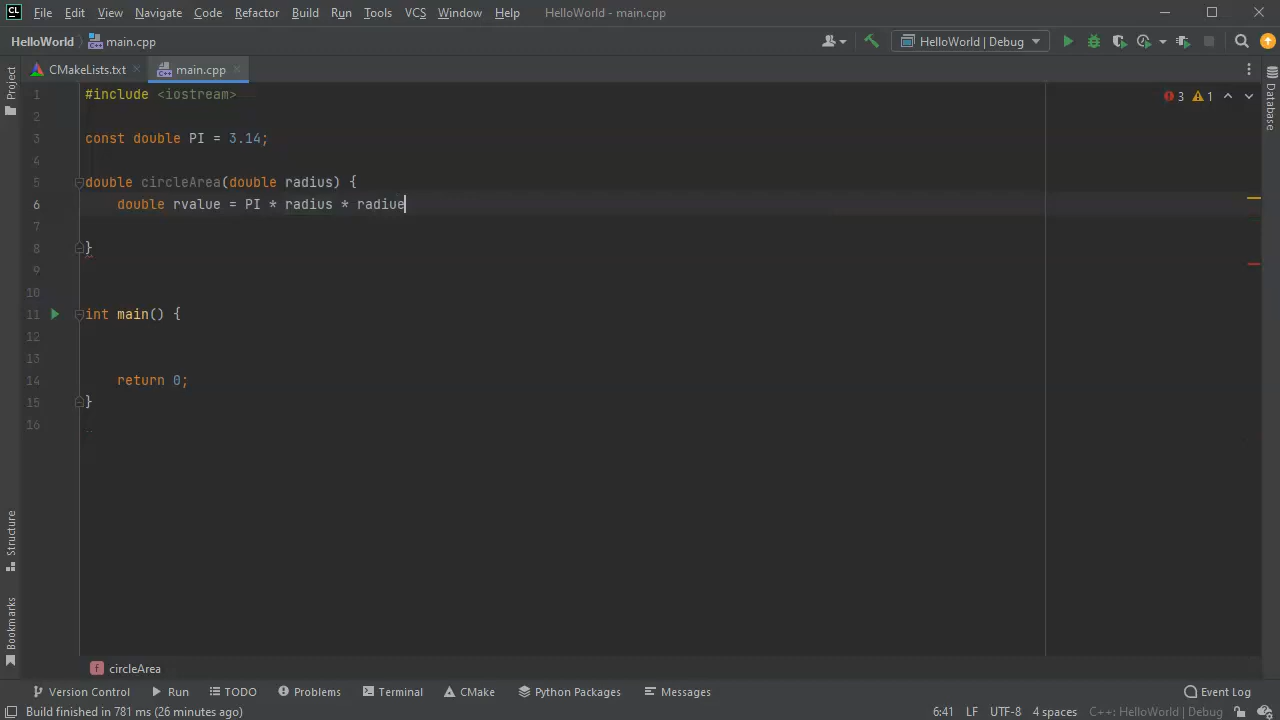 CL File Edit View Navigate Code Refactor Build Run Tools VCS Window Help HelloWorld - main.cpp
HelloWorld main.cpp HelloWorld | Debug
CMakeLists.txt main.cpp
Project
Database
3 1
1 #include <iostream>
2
3 const double PI = 3.14;
4
5 double circleArea(double radius) {
6 double rvalue = PI * radius * radiue
7
8 }
9
10
11 int main() {
12
13
14 return 0;
15 }
16
Structure
Bookmarks
f circleArea
Version Control Run TODO Problems Terminal CMake Python Packages Messages Event Log
Build finished in 781 ms (26 minutes ago) 6:41 LF UTF-8 4 spaces C++: HelloWorld | Debug